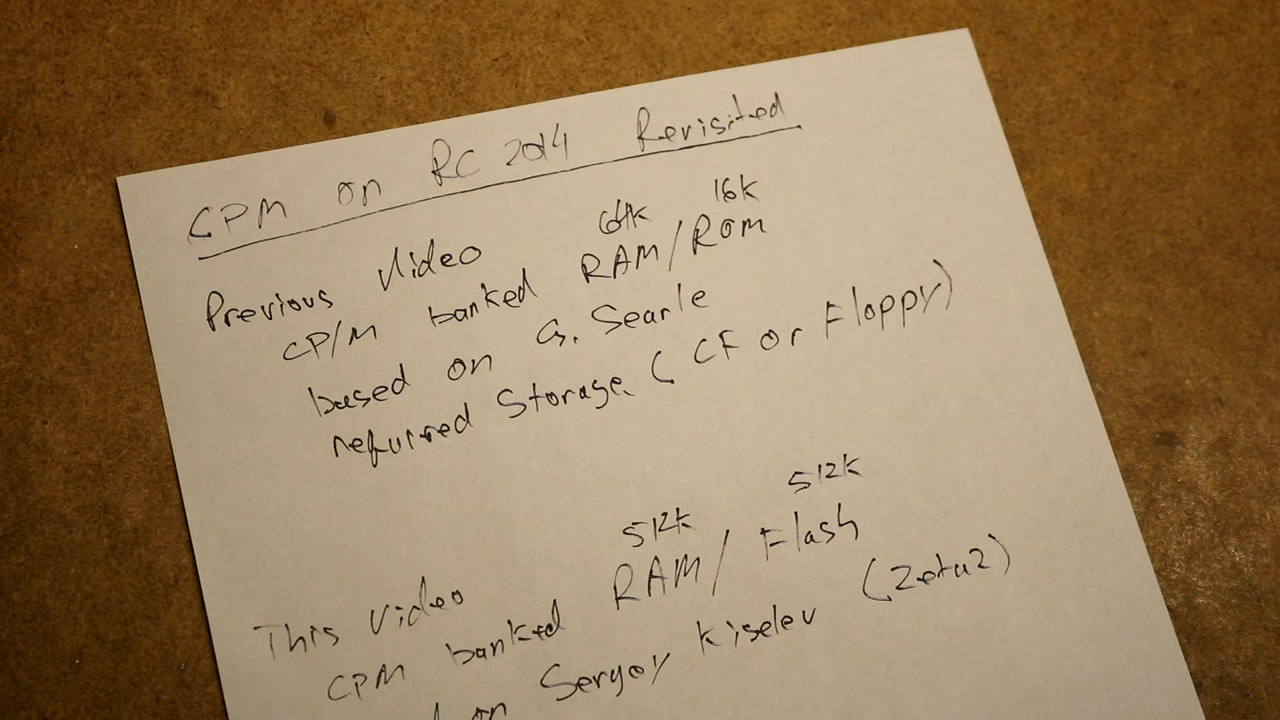 CPM on RC 2014 Revisited
Previous Video
64k 16k
CP/M banked RAM/ROM
based on G. Searle
required Storage (CF or Floppy)
This Video
512k 512k
CPM banked RAM/Flash
on Sergey Kiselev (Zeta2)